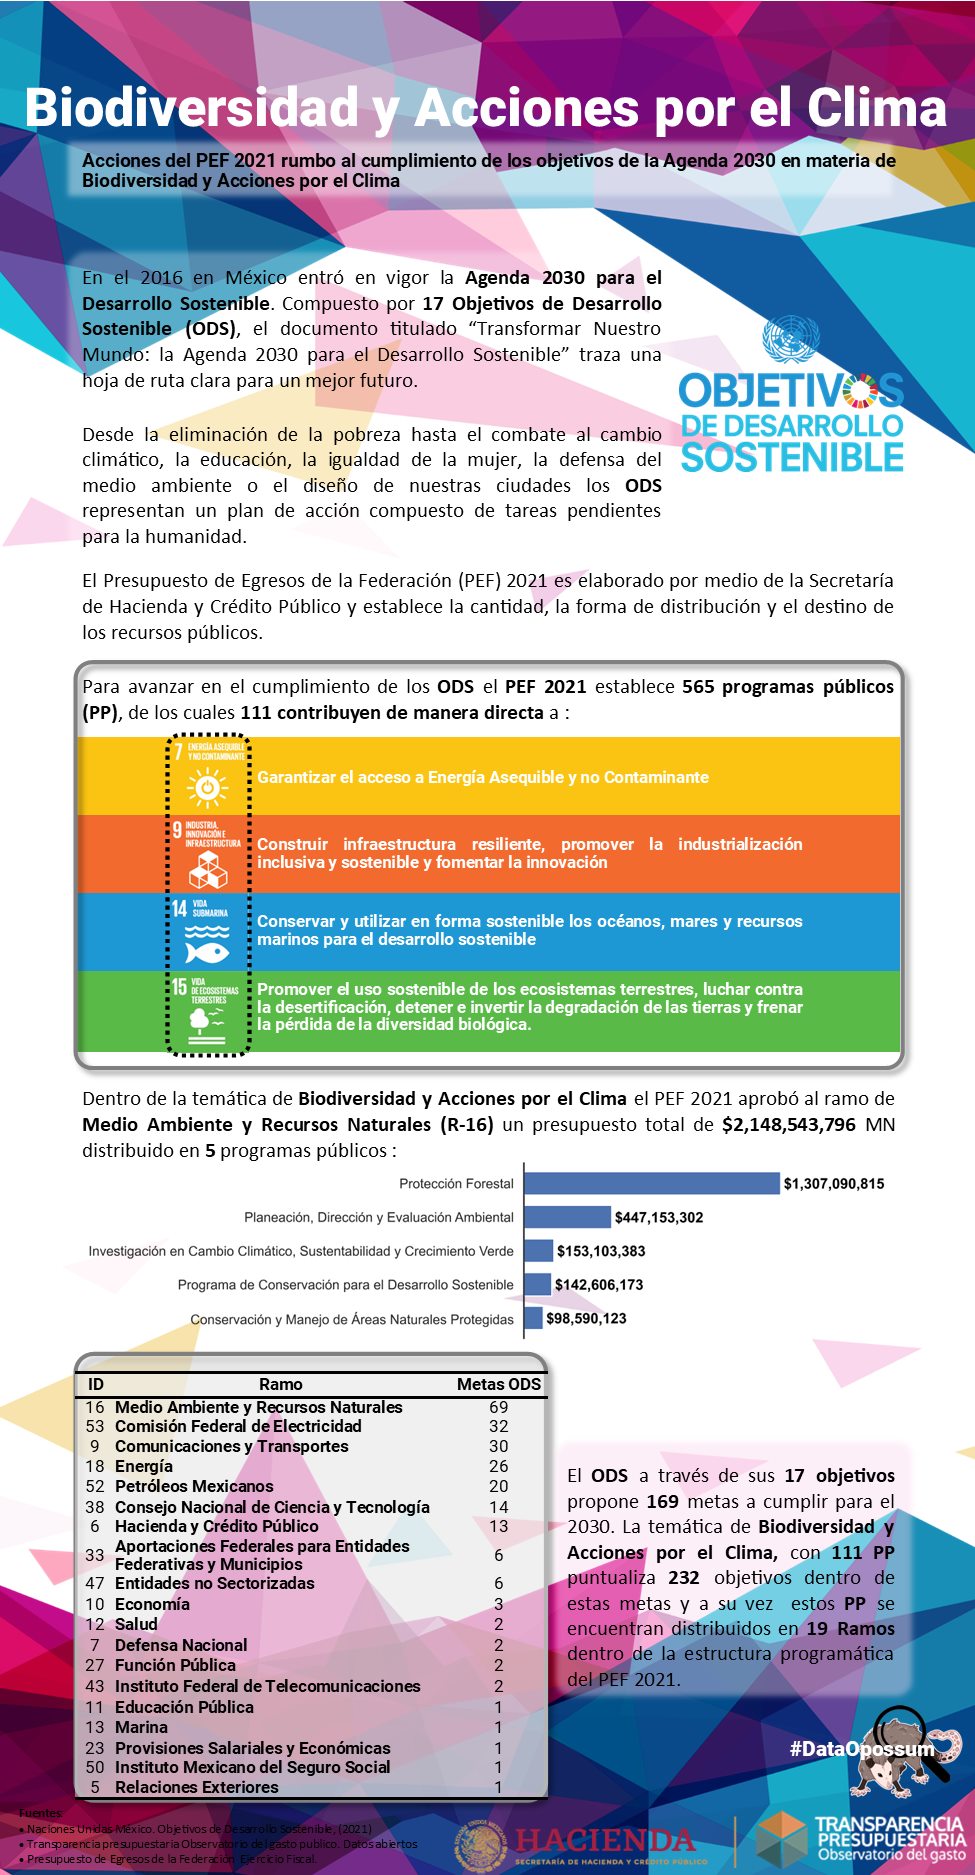 Biodiversidad y Acciones por el Clima
Acciones del PEF 2021 rumbo al cumplimiento de los objetivos de la Agenda 2030 en materia de
Biodiversidad y Acciones por el Clima
En el 2016 en México entró en vigor la Agenda 2030 para el
Desarrollo Sostenible. Compuesto por 17 Objetivos de Desarrollo
Sostenible (ODS), el documento titulado “Transformar Nuestro
Mundo: la Agenda 2030 para el Desarrollo Sostenible” traza una
hoja de ruta clara para un mejor futuro.
OBJETIVOS
DE DESARROLLO
SOSTENIBLE
Desde la eliminación de la pobreza hasta el combate al cambio
climático, la educación, la igualdad de la mujer, la defensa del
medio ambiente o el diseño de nuestras ciudades los ODS
representan un plan de acción compuesto de tareas pendientes
para la humanidad.
El Presupuesto de Egresos de la Federación (PEF) 2021 es elaborado por medio de la Secretaría
de Hacienda y Crédito Público y establece la cantidad, la forma de distribución y el destino de
los recursos públicos.
Para avanzar en el cumplimiento de los ODS el PEF 2021 establece 565 programas públicos
(PP), de los cuales 111 contribuyen de manera directa a :
7 ENERGÍA ASEQUIBLE
Y NO CONTAMINANTE
Garantizar el acceso a Energía Asequible y no Contaminante
9 INDUSTRIA,
INNOVACIÓN E
INFRAESTRUCTURA
Construir infraestructura resiliente, promover la industrialización
inclusiva y sostenible y fomentar la innovación
14 VIDA
SUBMARINA
Conservar y utilizar en forma sostenible los océanos, mares y recursos
marinos para el desarrollo sostenible
15 VIDA
DE ECOSISTEMAS
TERRESTRES
Promover el uso sostenible de los ecosistemas terrestres, luchar contra
la desertificación, detener e invertir la degradación de las tierras y frenar
la pérdida de la diversidad biológica.
Dentro de la temática de Biodiversidad y Acciones por el Clima el PEF 2021 aprobó al ramo de
Medio Ambiente y Recursos Naturales (R-16) un presupuesto total de $2,148,543,796 MN
distribuido en 5 programas públicos :
Protección Forestal $1,307,090,815
Planeación, Dirección y Evaluación Ambiental $447,153,302
Investigación en Cambio Climático, Sustentabilidad y Crecimiento Verde $153,103,383
Programa de Conservación para el Desarrollo Sostenible $142,606,173
Conservación y Manejo de Áreas Naturales Protegidas $98,590,123
ID Ramo Metas ODS
16 Medio Ambiente y Recursos Naturales 69
53 Comisión Federal de Electricidad 32
9 Comunicaciones y Transportes 30
18 Energía 26
52 Petróleos Mexicanos 20
38 Consejo Nacional de Ciencia y Tecnología 14
6 Hacienda y Crédito Público 13
33 Aportaciones Federales para Entidades
Federativas y Municipios 6
47 Entidades no Sectorizadas 6
10 Economía 3
12 Salud 2
7 Defensa Nacional 2
27 Función Pública 2
43 Instituto Federal de Telecomunicaciones 2
11 Educación Pública 1
13 Marina 1
23 Provisiones Salariales y Económicas 1
50 Instituto Mexicano del Seguro Social 1
5 Relaciones Exteriores 1
El ODS a través de sus 17 objetivos
propone 169 metas a cumplir para el
2030. La temática de Biodiversidad y
Acciones por el Clima, con 111 PP
puntualiza 232 objetivos dentro de
estas metas y a su vez estos PP se
encuentran distribuidos en 19 Ramos
dentro de la estructura programática
del PEF 2021.
#DataOpossum
Fuentes:
• Naciones Unidas México. Objetivos de Desarrollo Sostenible, (2021)
• Transparencia presupuestaria Observatorio del gasto publico. Datos abiertos
• Presupuesto de Egresos de la Federación Ejercicio Fiscal.
HACIENDA
SECRETARÍA DE HACIENDA Y CRÉDITO PÚBLICO
TRANSPARENCIA
PRESUPUESTARIA
Observatorio del gasto